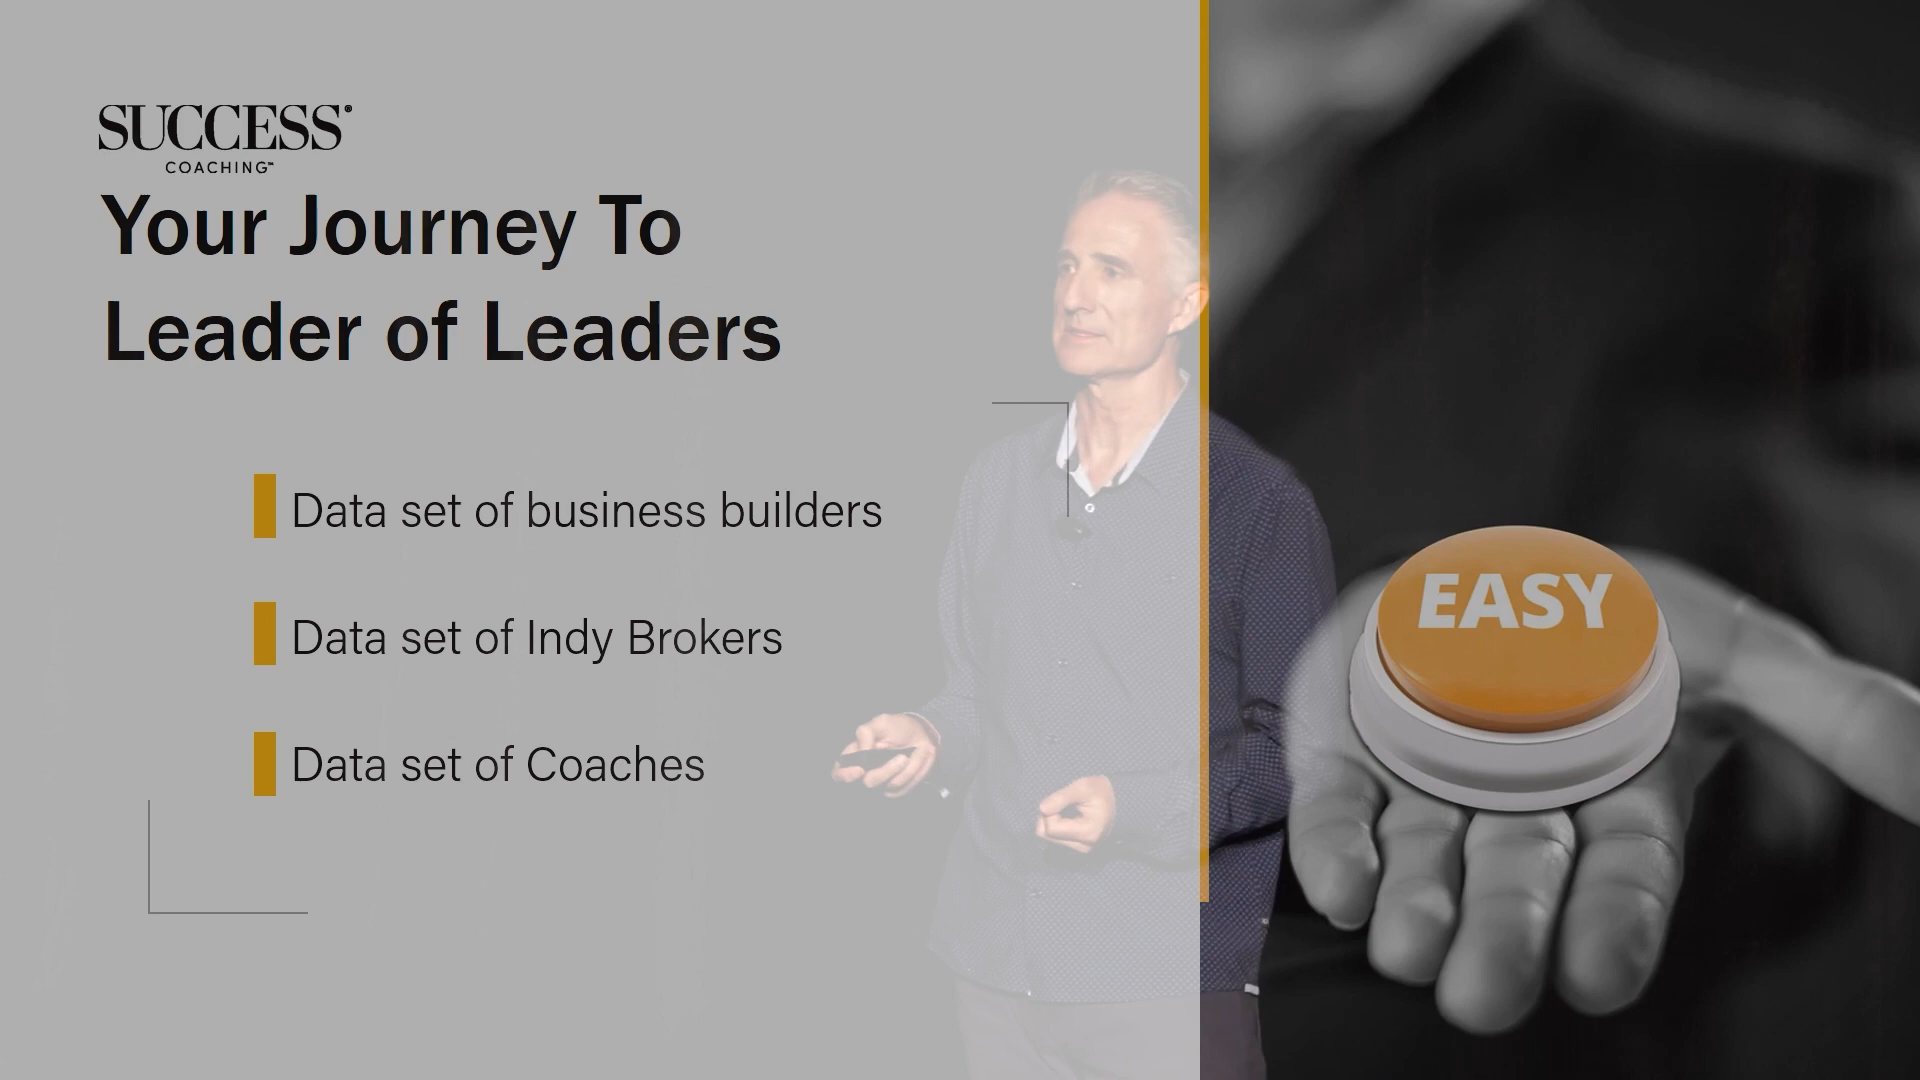 SUCCESS®
COACHING™
Your Journey To
Leader of Leaders
Data set of business builders
Data set of Indy Brokers
Data set of Coaches
EASY